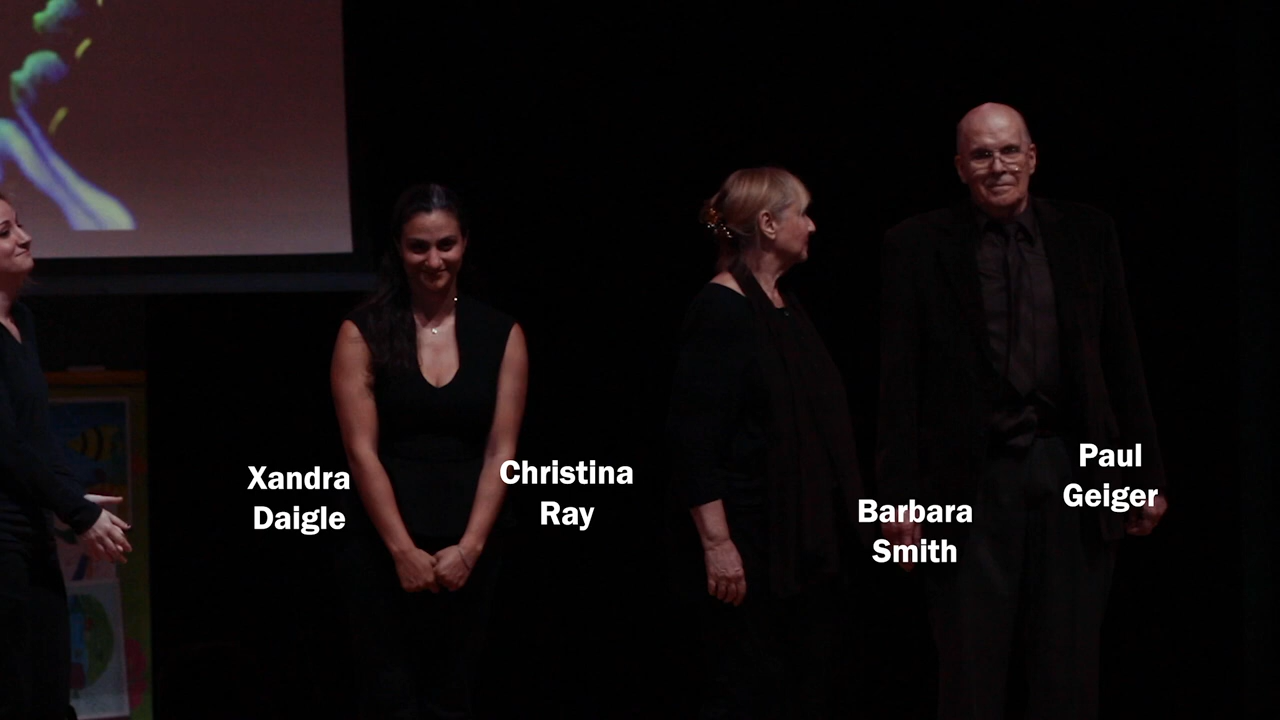 Xandra
Daigle
Christina
Ray
Barbara
Smith
Paul
Geiger